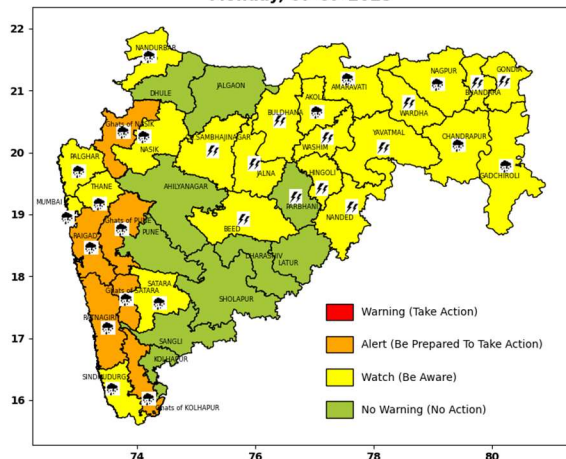 22
21
20
19
18
17
16
74
76
78
80
NANDURBAR
DHULE
JALGAON
Ghats of NASIK
NASIK
SAMBHAJINAGAR
BULDHANA
AKOLA
AMARAVATI
NAGPUR
BHANDARA
GONDIA
WARDHA
WASHIM
YAVATMAL
CHANDRAPUR
GADCHIROLI
PALGHAR
THANE
MUMBAI
AHILYANAGAR
JALNA
HINGOLI
PARBHANI
NANDED
RAIGAD
Ghats of PUNE
PUNE
BEED
DHARASHIV
LATUR
Ghats of SATARA
SATARA
SHOLAPUR
RATNAGIRI
SANGLI
KOLHAPUR
SINDHUDURG
Ghats of KOLHAPUR
Warning (Take Action)
Alert (Be Prepared To Take Action)
Watch (Be Aware)
No Warning (No Action)